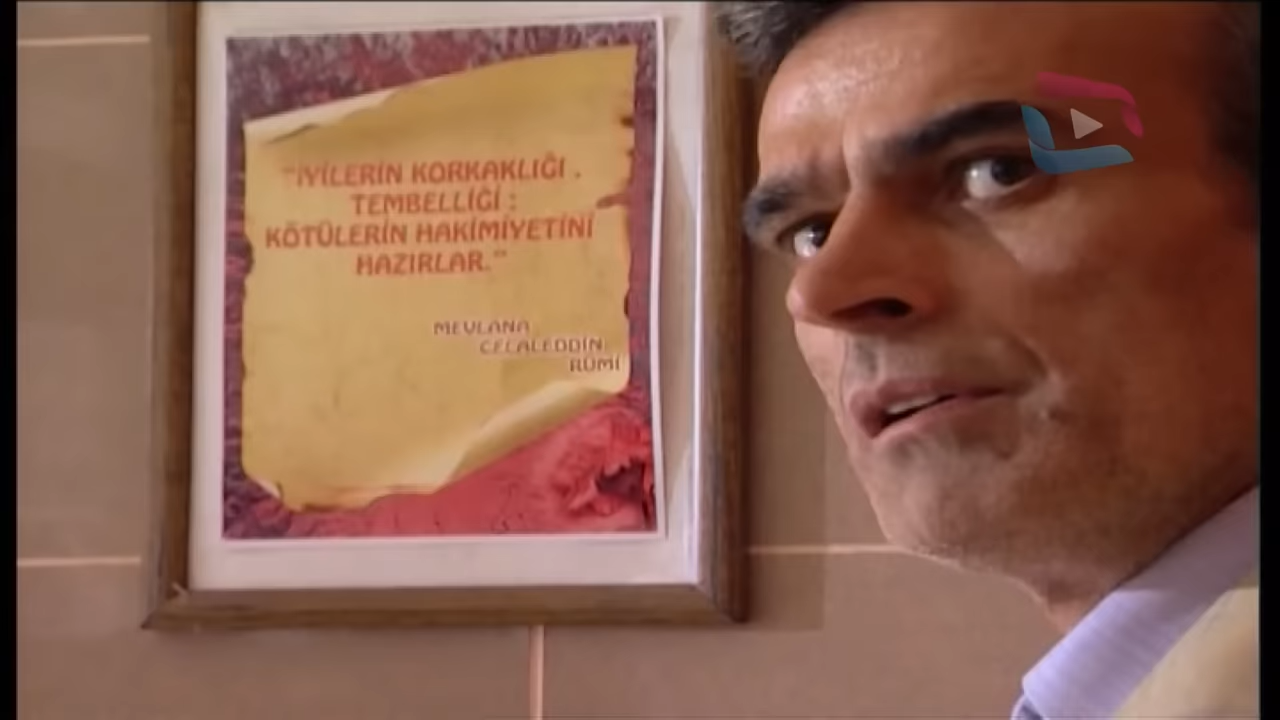 "İYİLERİN KORKAKLIĞI .
TEMBELLİĞİ :
KÖTÜLERİN HAKİMİYETİNİ
HAZIRLAR."
MEVLANA
CELALEDDİN
RUMİ